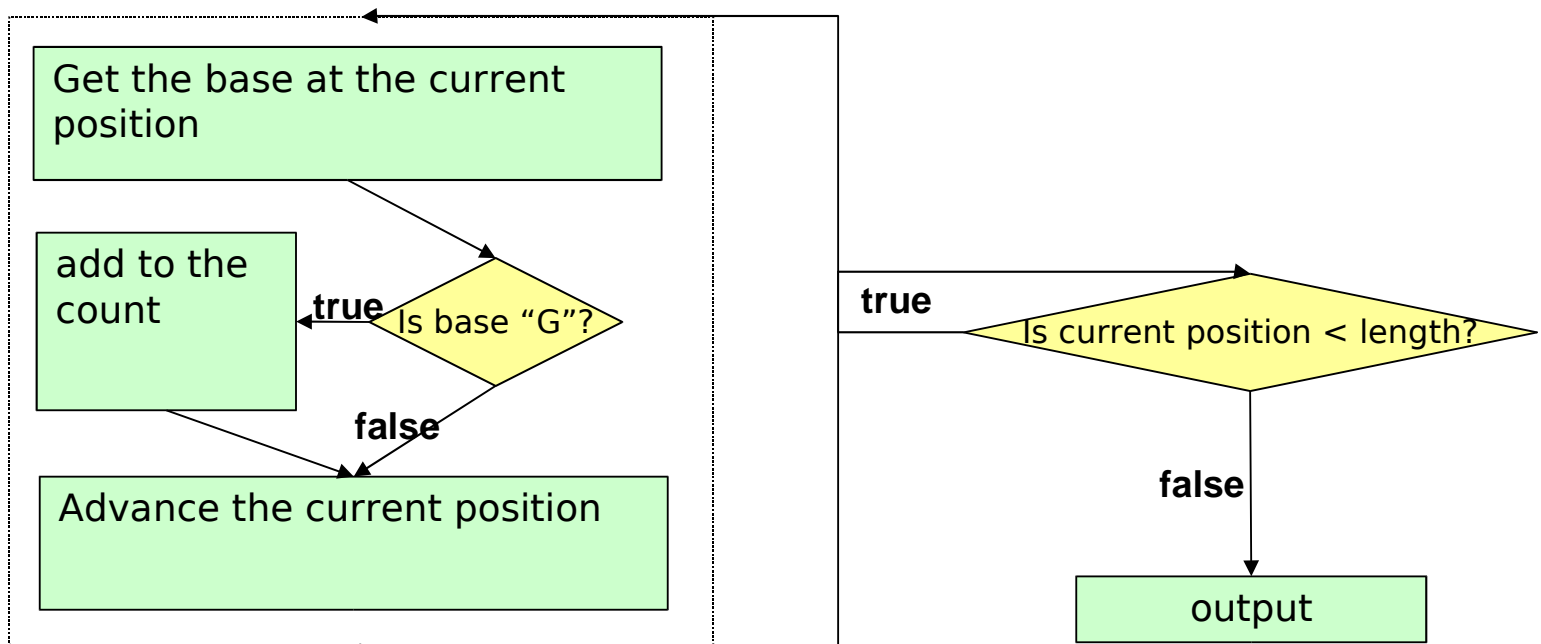 Get the base at the current
position
add to the
count
true
Is base “G”?
false
Advance the current position
true
Is current position < length?
false
output